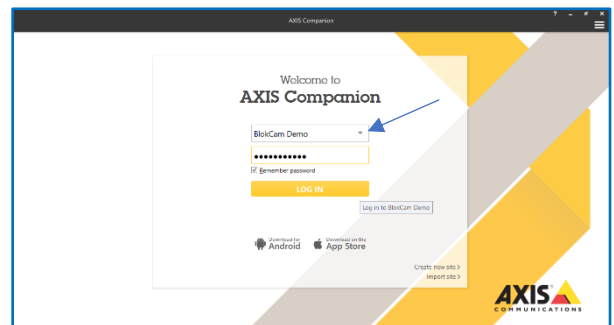 AXIS Companion
Welcome to
AXIS Companion
BlokCam Demo
Remember password
LOG IN
Log in to BlokCam Demo
Download for
Android
Download on the
App Store
Create new site >
Import site >
AXIS
COMMUNICATIONS